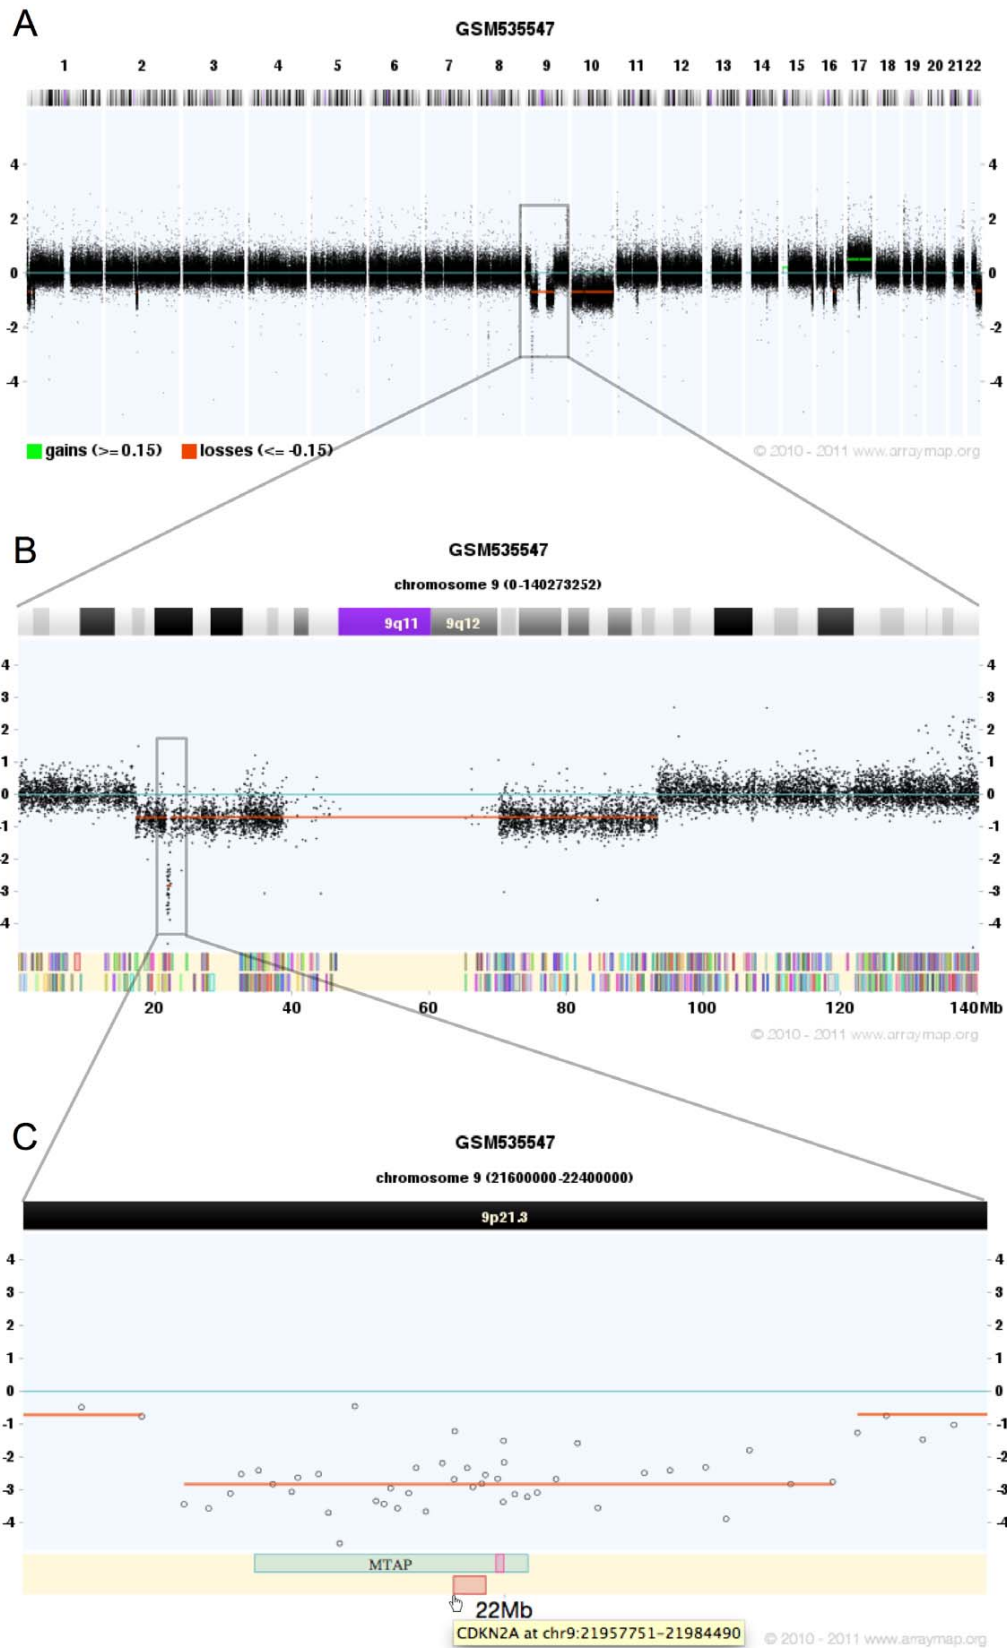 A
GSM535547
1 2 3 4 5 6 7 8 9 10 11 12 13 14 15 16 17 18 19 20 21 22
4 4
2 2
0 0
-2 -2
-4 -4
gains (>= 0.15) losses (<= -0.15)
© 2010 - 2011 www.arraymap.org
B
GSM535547
chromosome 9 (0-140273252)
9q11 9q12
4 4
3 3
2 2
1 1
0 0
-1 -1
-2 -2
-3 -3
-4 -4
20 40 60 80 100 120 140Mb
© 2010 - 2011 www.arraymap.org
C
GSM535547
chromosome 9 (21600000-22400000)
9p21.3
4 4
3 3
2 2
1 1
0 0
-1 -1
-2 -2
-3 -3
-4 -4
MTAP
22Mb
CDKN2A at chr9:21957751-21984490
© 2010 - 2011 www.arraymap.org